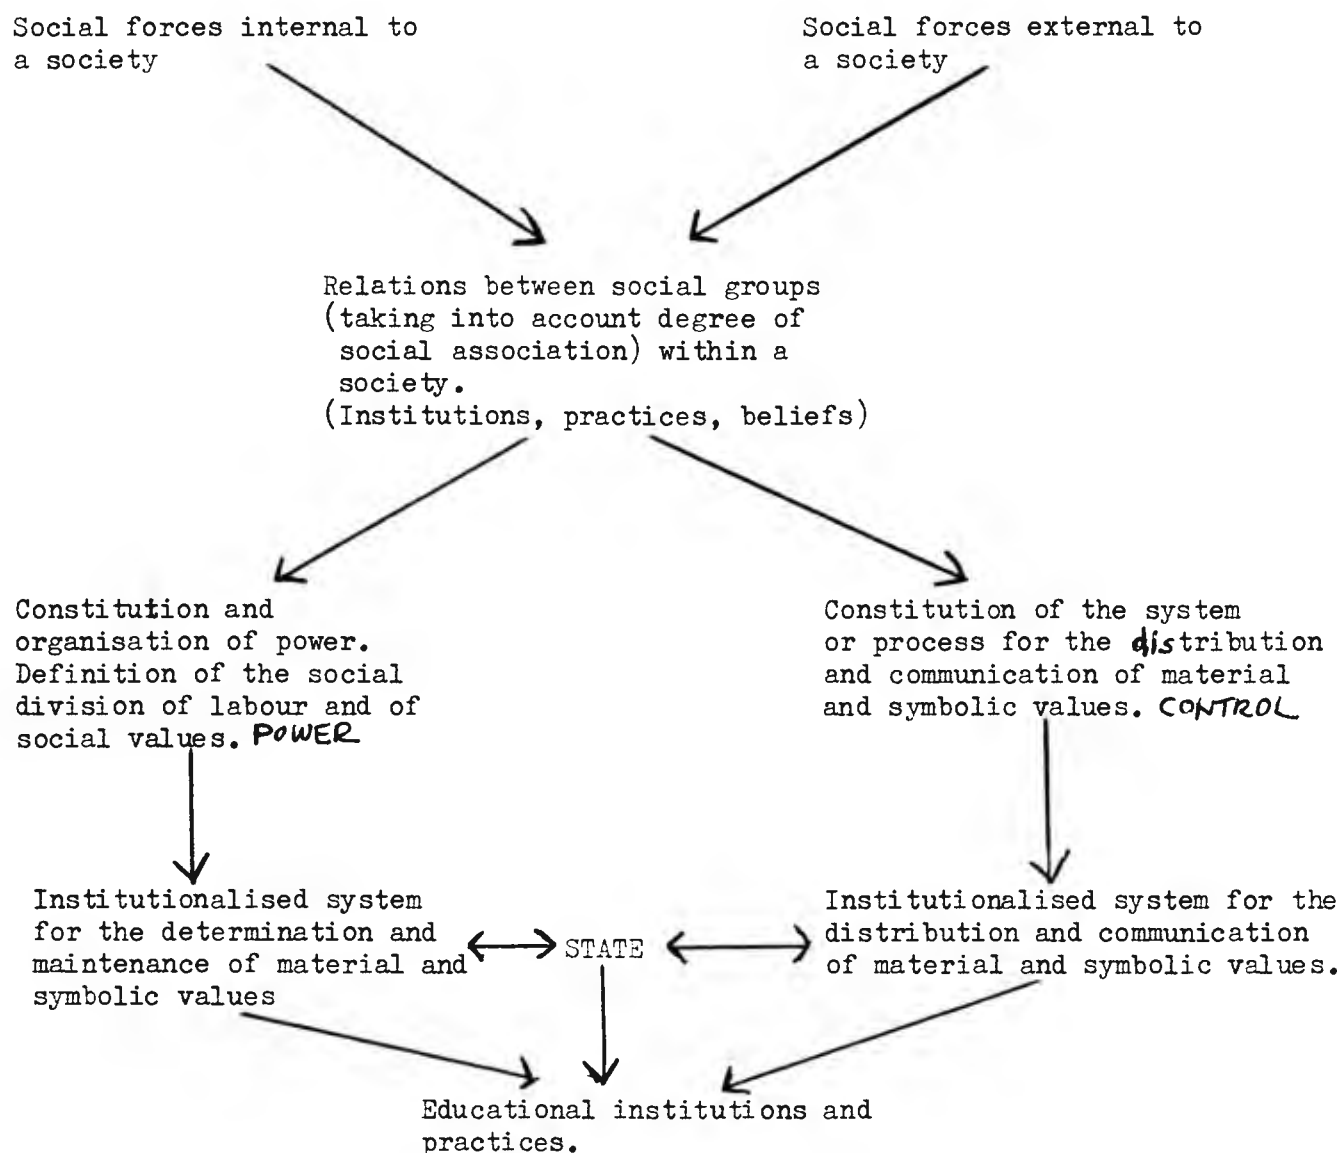 Social forces internal to
a society
Social forces external to
a society
Relations between social groups
(taking into account degree of
social association) within a
society.
(Institutions, practices, beliefs)
Constitution and
organisation of power.
Definition of the social
division of labour and of
social values. POWER
Constitution of the system
or process for the distribution
and communication of material
and symbolic values. CONTROL
Institutionalised system
for the determination and
maintenance of material and
symbolic values
STATE
Institutionalised system for the
distribution and communication
of material and symbolic values.
Educational institutions and
practices.